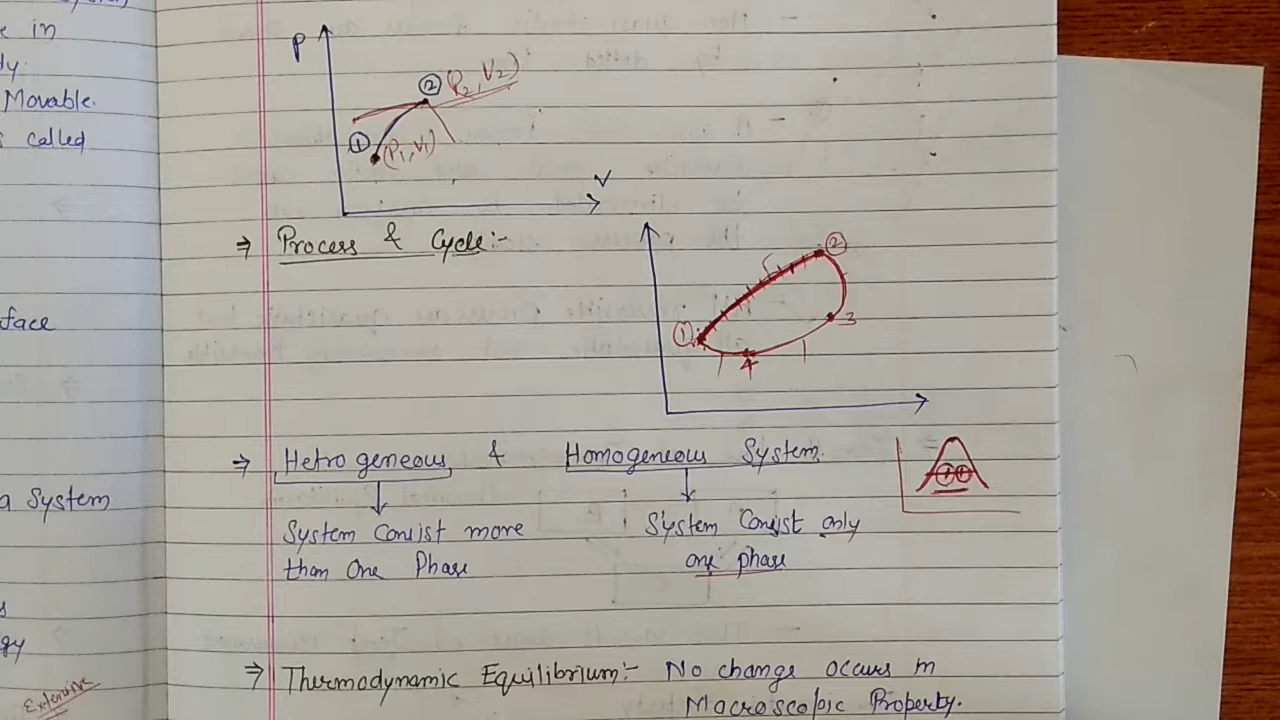 e in
dy.
Movable.
s called
face
a System
gy
Extensive
P
② (P2, V2)
① (P1, V1)
V
⇒ Process & Cycle:-
②
①
3
4
⇒ Hetrogeneous & Homogeneous System.
System Consist more
than One Phase
System Consist only
one phase
⇒ Thermodynamic Equilibrium:- No change occurs in
Macroscopic Property.